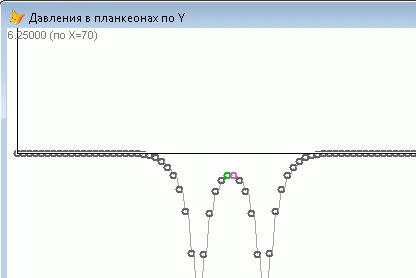 Давления в планкеонах по Y
6.25000 (по X=70)